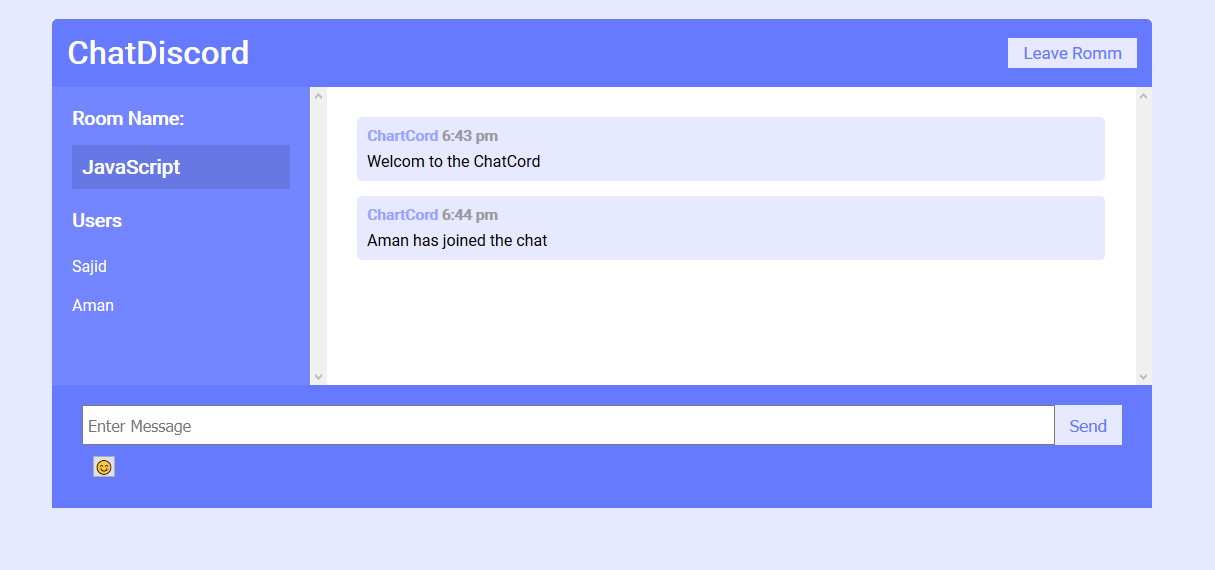 ChatDiscord
Leave Romm
Room Name:
JavaScript
Users
Sajid
Aman
ChartCord 6:43 pm
Welcom to the ChatCord
ChartCord 6:44 pm
Aman has joined the chat
Enter Message
Send